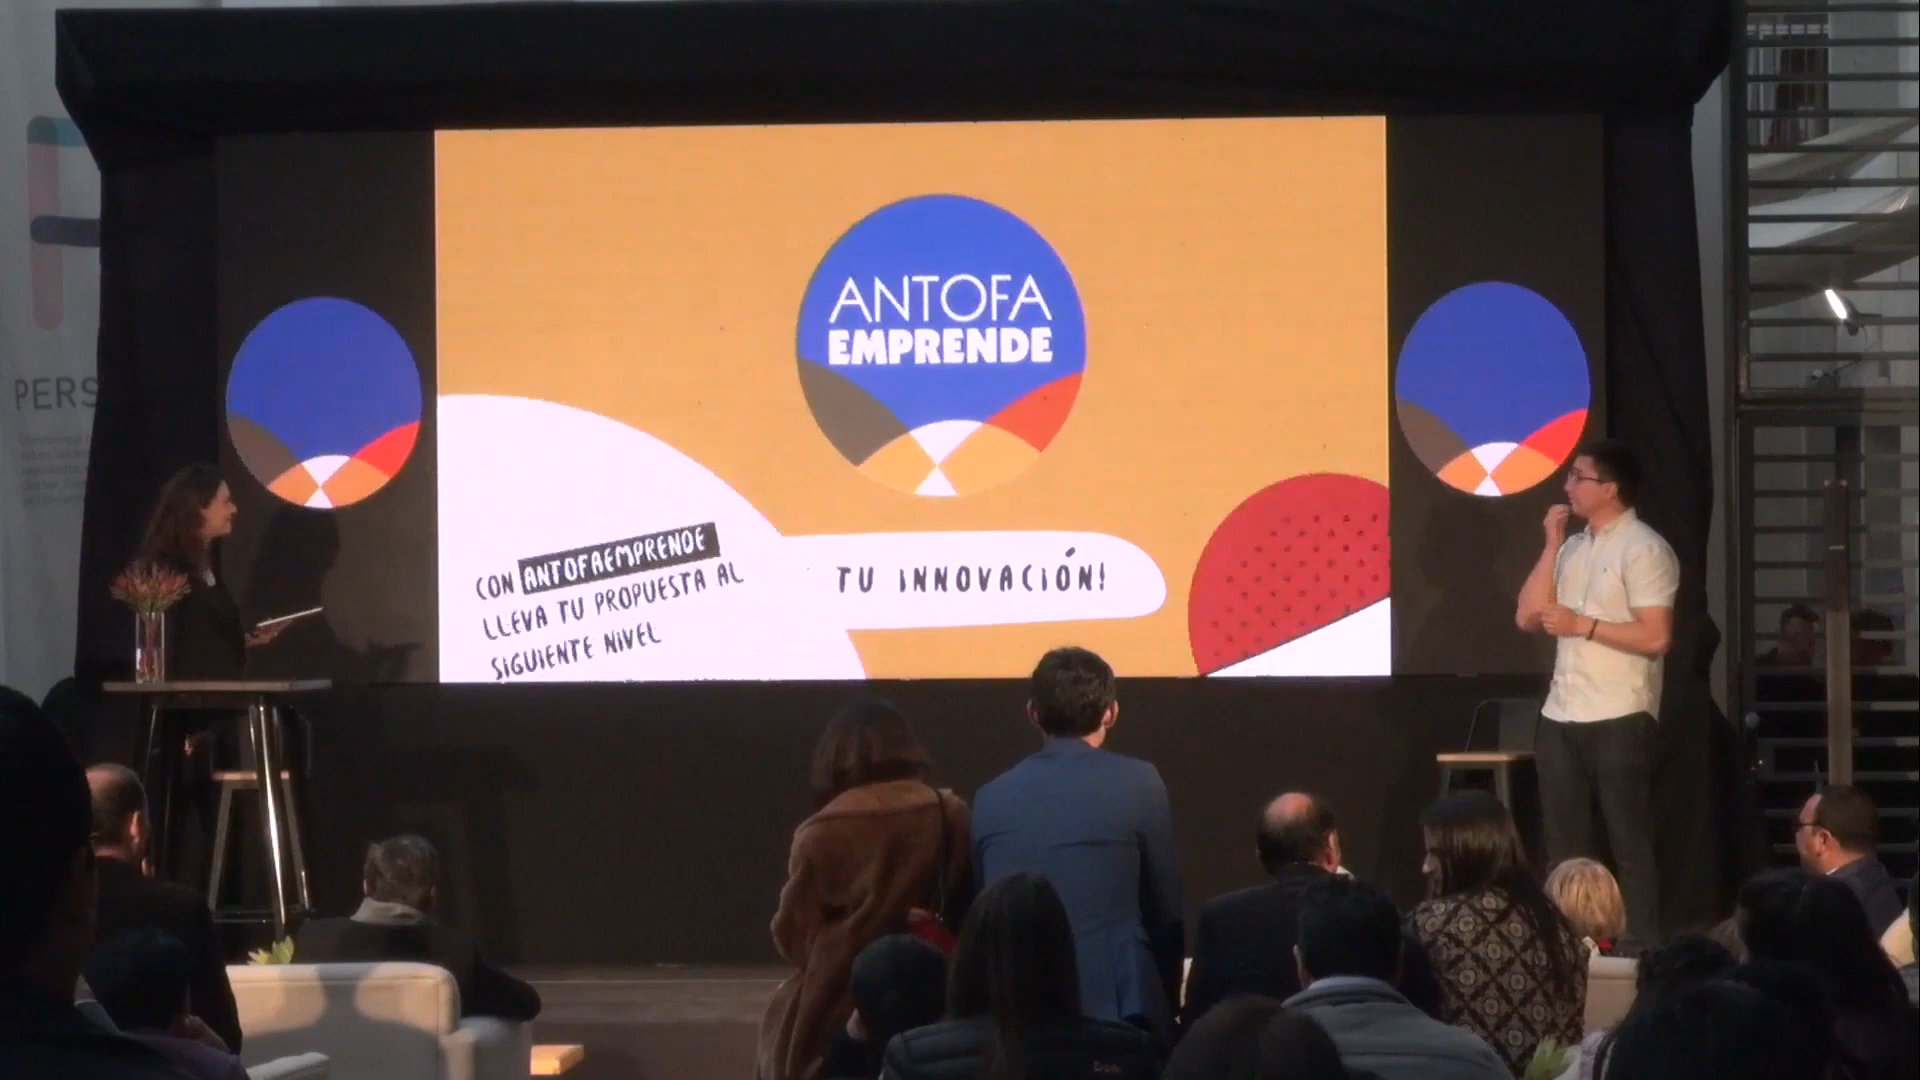 ANTOFA
EMPRENDE
CON ANTOFAEMPRENDE
LLEVA TU PROPUESTA AL
SIGUIENTE NIVEL
TU INNOVACIÓN!
PERS